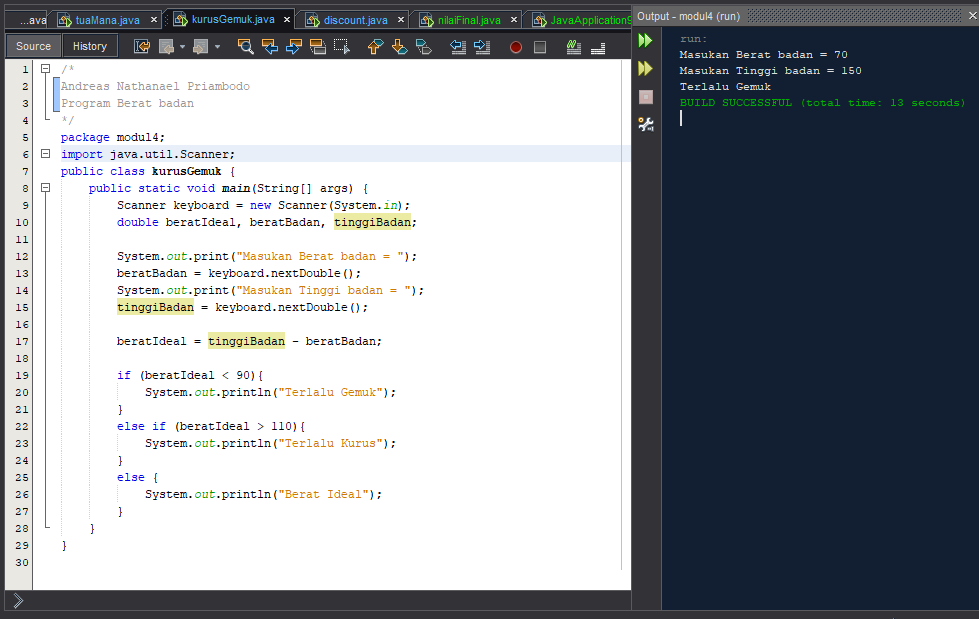 ...ava tuaMana.java kurusGemuk.java discount.java nilaiFinal.java JavaApplication9
Output - modul4 (run)
Source History
1 /*
2 Andreas Nathanael Priambodo
3 Program Berat badan
4 */
5 package modul4;
6 import java.util.Scanner;
7 public class kurusGemuk {
8 public static void main(String[] args) {
9 Scanner keyboard = new Scanner(System.in);
10 double beratIdeal, beratBadan, tinggiBadan;
11
12 System.out.print("Masukan Berat badan = ");
13 beratBadan = keyboard.nextDouble();
14 System.out.print("Masukan Tinggi badan = ");
15 tinggiBadan = keyboard.nextDouble();
16
17 beratIdeal = tinggiBadan - beratBadan;
18
19 if (beratIdeal < 90){
20 System.out.println("Terlalu Gemuk");
21 }
22 else if (beratIdeal > 110){
23 System.out.println("Terlalu Kurus");
24 }
25 else {
26 System.out.println("Berat Ideal");
27 }
28 }
29 }
30
run:
Masukan Berat badan = 70
Masukan Tinggi badan = 150
Terlalu Gemuk
BUILD SUCCESSFUL (total time: 13 seconds)